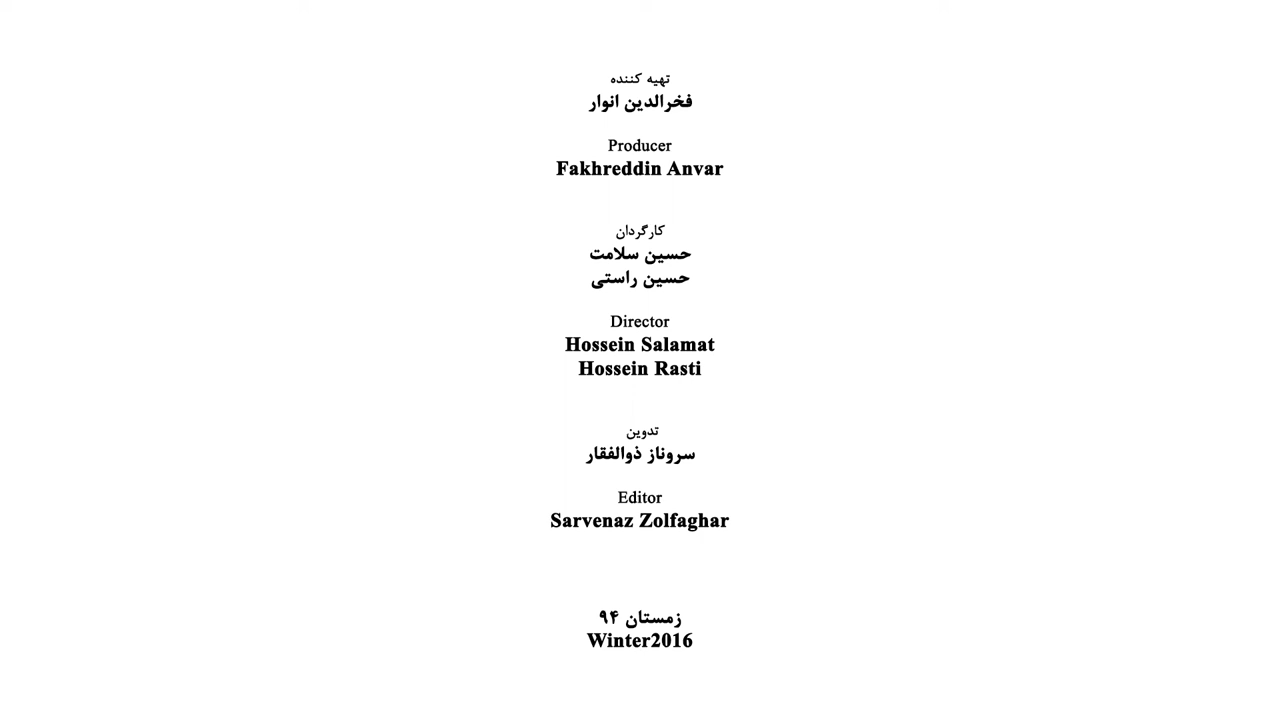 تهیه کننده
فخرالدین انوار
Producer
Fakhreddin Anvar
کارگردان
حسین سلامت
حسین راستی
Director
Hossein Salamat
Hossein Rasti
تدوین
سروناز ذوالفقار
Editor
Sarvenaz Zolfaghar
زمستان ۹۴
Winter2016